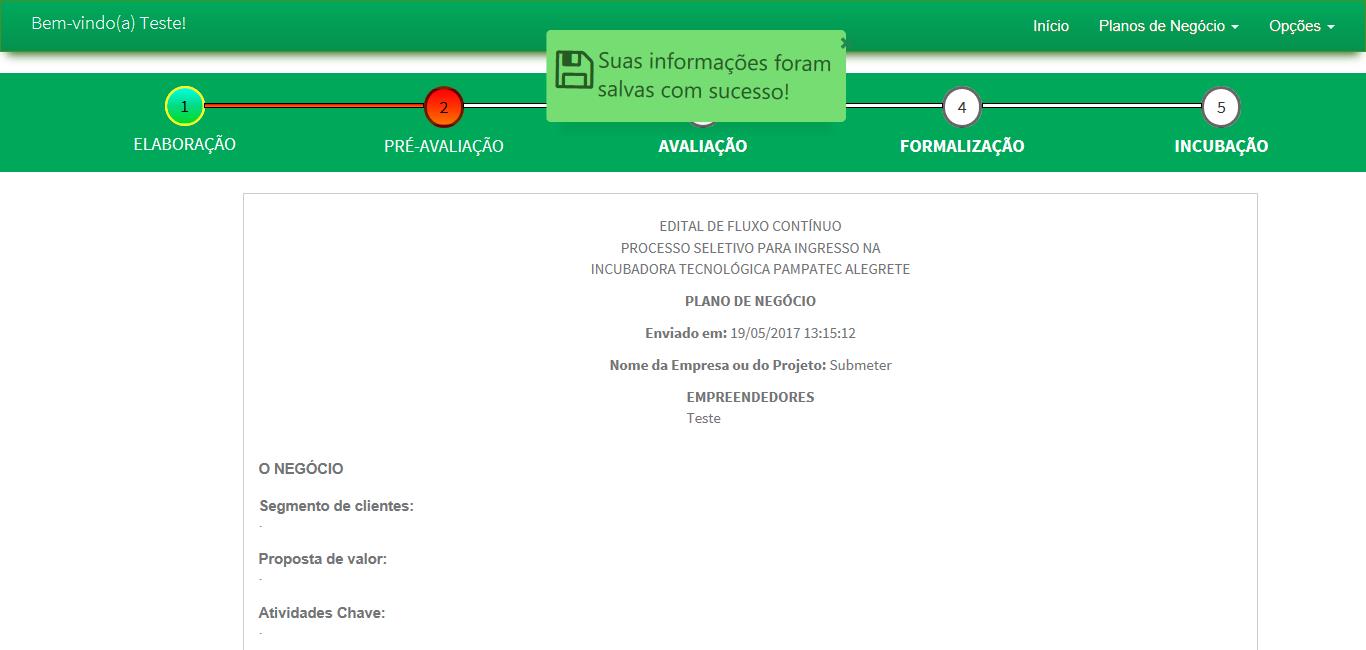 Bem-vindo(a) Teste!
Início
Planos de Negócio
Opções
Suas informações foram
salvas com sucesso!
1
2
4
5
ELABORAÇÃO
PRÉ-AVALIAÇÃO
AVALIAÇÃO
FORMALIZAÇÃO
INCUBAÇÃO
EDITAL DE FLUXO CONTÍNUO
PROCESSO SELETIVO PARA INGRESSO NA
INCUBADORA TECNOLÓGICA PAMPATEC ALEGRETE
PLANO DE NEGÓCIO
Enviado em: 19/05/2017 13:15:12
Nome da Empresa ou do Projeto: Submeter
EMPREENDEDORES
Teste
O NEGÓCIO
Segmento de clientes:
.
Proposta de valor:
.
Atividades Chave:
.